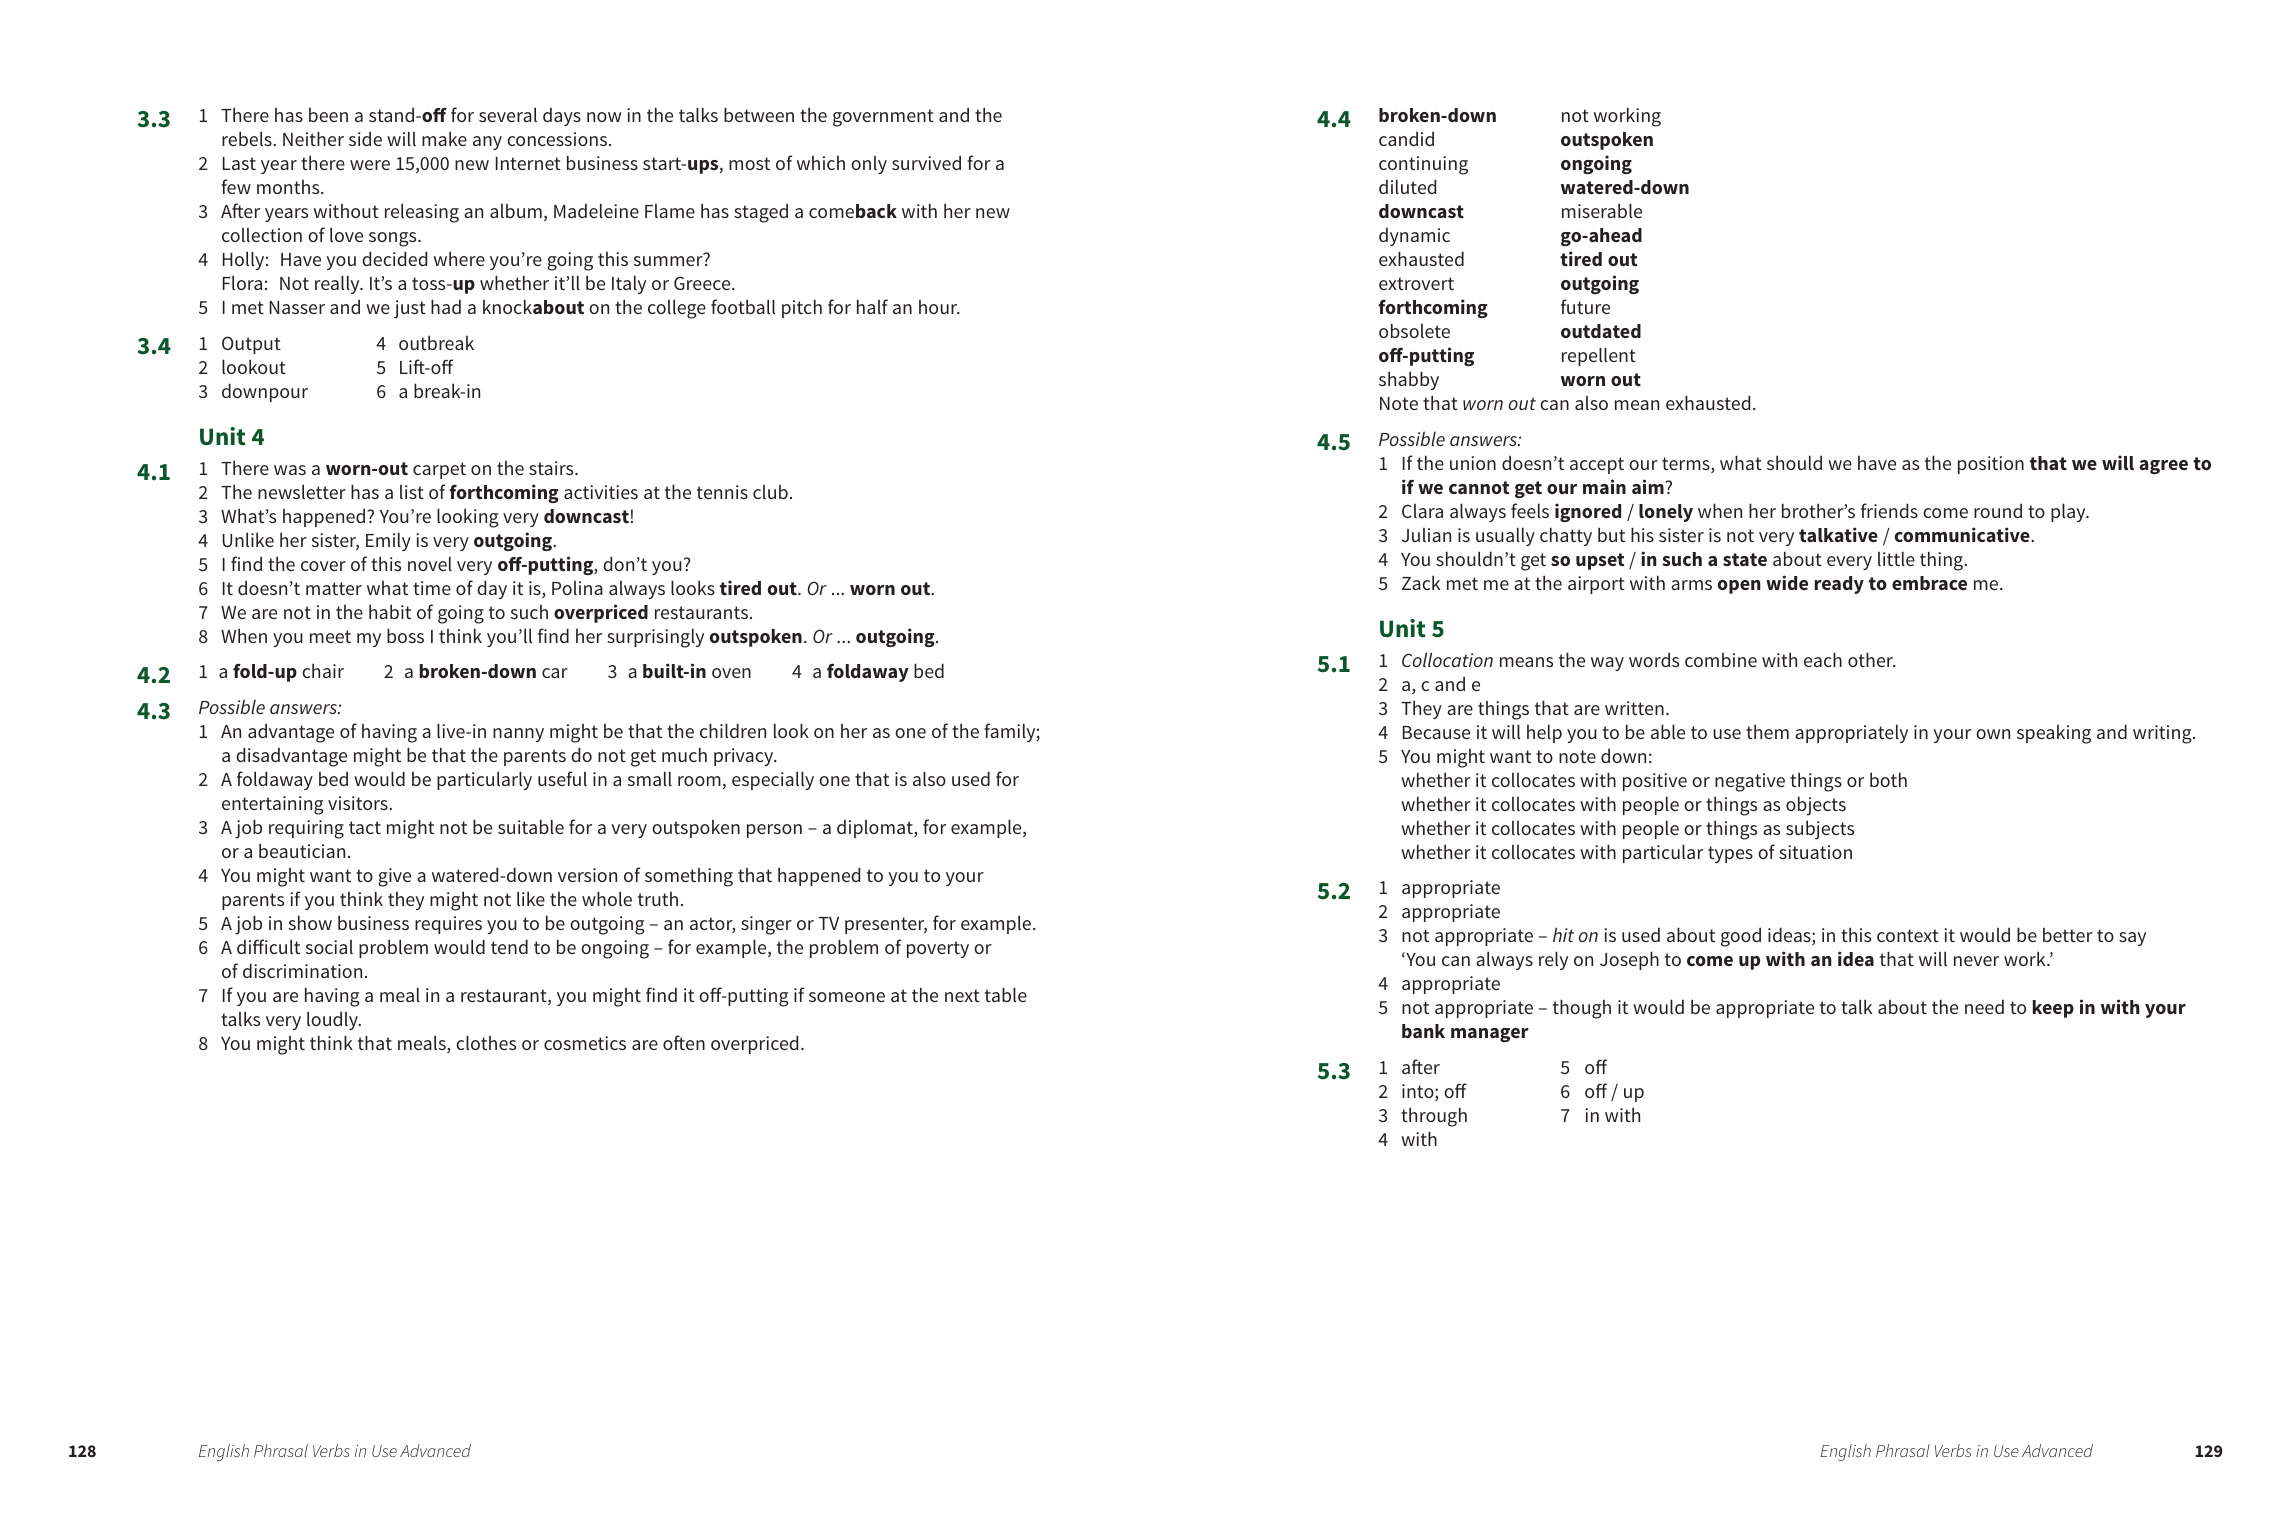 3.3 1 There has been a stand-off for several days now in the talks between the government and the
rebels. Neither side will make any concessions.
2 Last year there were 15,000 new Internet business start-ups, most of which only survived for a
few months.
3 After years without releasing an album, Madeleine Flame has staged a comeback with her new
collection of love songs.
4 Holly: Have you decided where you’re going this summer?
Flora: Not really. It’s a toss-up whether it’ll be Italy or Greece.
5 I met Nasser and we just had a knockabout on the college football pitch for half an hour.
3.4 1 Output 4 outbreak
2 lookout 5 Lift-off
3 downpour 6 a break-in
Unit 4
4.1 1 There was a worn-out carpet on the stairs.
2 The newsletter has a list of forthcoming activities at the tennis club.
3 What’s happened? You’re looking very downcast!
4 Unlike her sister, Emily is very outgoing.
5 I find the cover of this novel very off-putting, don’t you?
6 It doesn’t matter what time of day it is, Polina always looks tired out. Or ... worn out.
7 We are not in the habit of going to such overpriced restaurants.
8 When you meet my boss I think you’ll find her surprisingly outspoken. Or ... outgoing.
4.2 1 a fold-up chair 2 a broken-down car 3 a built-in oven 4 a foldaway bed
4.3 Possible answers:
1 An advantage of having a live-in nanny might be that the children look on her as one of the family;
a disadvantage might be that the parents do not get much privacy.
2 A foldaway bed would be particularly useful in a small room, especially one that is also used for
entertaining visitors.
3 A job requiring tact might not be suitable for a very outspoken person – a diplomat, for example,
or a beautician.
4 You might want to give a watered-down version of something that happened to you to your
parents if you think they might not like the whole truth.
5 A job in show business requires you to be outgoing – an actor, singer or TV presenter, for example.
6 A difficult social problem would tend to be ongoing – for example, the problem of poverty or
of discrimination.
7 If you are having a meal in a restaurant, you might find it off-putting if someone at the next table
talks very loudly.
8 You might think that meals, clothes or cosmetics are often overpriced.
128 English Phrasal Verbs in Use Advanced
4.4 broken-down not working
candid outspoken
continuing ongoing
diluted watered-down
downcast miserable
dynamic go-ahead
exhausted tired out
extrovert outgoing
forthcoming future
obsolete outdated
off-putting repellent
shabby worn out
Note that worn out can also mean exhausted.
4.5 Possible answers:
1 If the union doesn’t accept our terms, what should we have as the position that we will agree to
if we cannot get our main aim?
2 Clara always feels ignored / lonely when her brother’s friends come round to play.
3 Julian is usually chatty but his sister is not very talkative / communicative.
4 You shouldn’t get so upset / in such a state about every little thing.
5 Zack met me at the airport with arms open wide ready to embrace me.
Unit 5
5.1 1 Collocation means the way words combine with each other.
2 a, c and e
3 They are things that are written.
4 Because it will help you to be able to use them appropriately in your own speaking and writing.
5 You might want to note down:
whether it collocates with positive or negative things or both
whether it collocates with people or things as objects
whether it collocates with people or things as subjects
whether it collocates with particular types of situation
5.2 1 appropriate
2 appropriate
3 not appropriate – hit on is used about good ideas; in this context it would be better to say
‘You can always rely on Joseph to come up with an idea that will never work.’
4 appropriate
5 not appropriate – though it would be appropriate to talk about the need to keep in with your
bank manager
5.3 1 after 5 off
2 into; off 6 off / up
3 through 7 in with
4 with
English Phrasal Verbs in Use Advanced 129